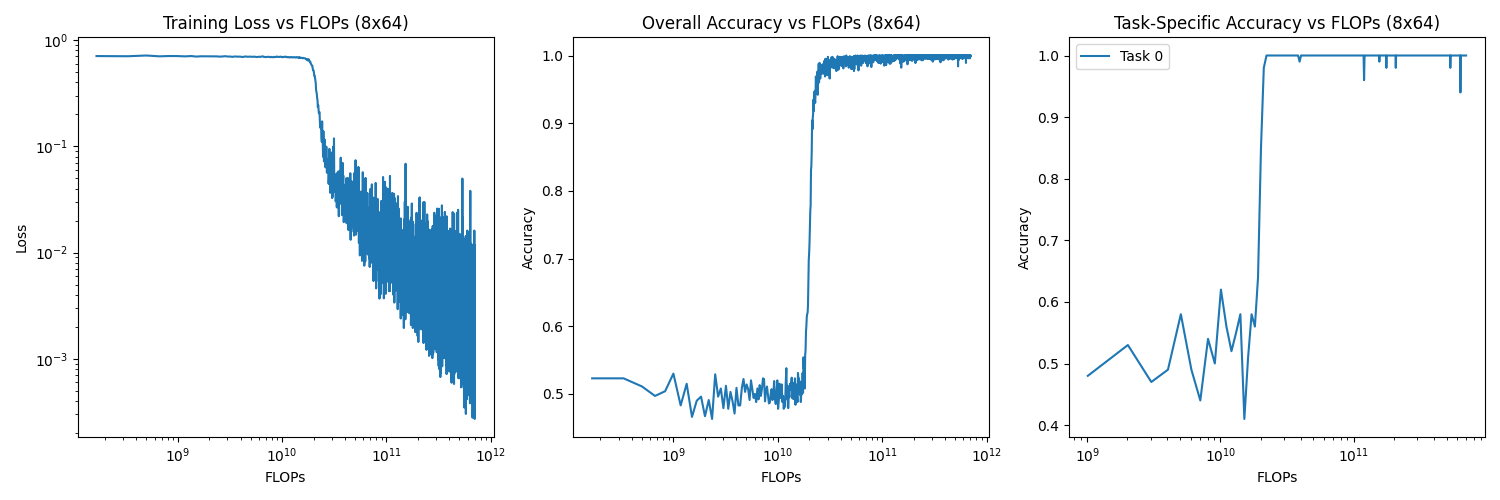 Training Loss vs FLOPs (8x64)
10^0
10^-1
10^-2
10^-3
Loss
10^9
10^10
10^11
10^12
FLOPs
Overall Accuracy vs FLOPs (8x64)
1.0
0.9
0.8
0.7
0.6
0.5
Accuracy
10^9
10^10
10^11
10^12
FLOPs
Task-Specific Accuracy vs FLOPs (8x64)
Task 0
1.0
0.9
0.8
0.7
0.6
0.5
0.4
Accuracy
10^9
10^10
10^11
FLOPs